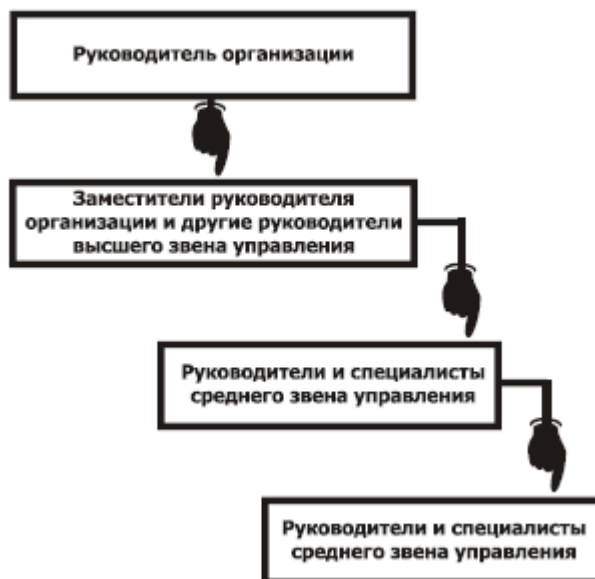 Руководитель организации
Заместители руководителя
организации и другие руководители
высшего звена управления
Руководители и специалисты
среднего звена управления
Руководители и специалисты
среднего звена управления